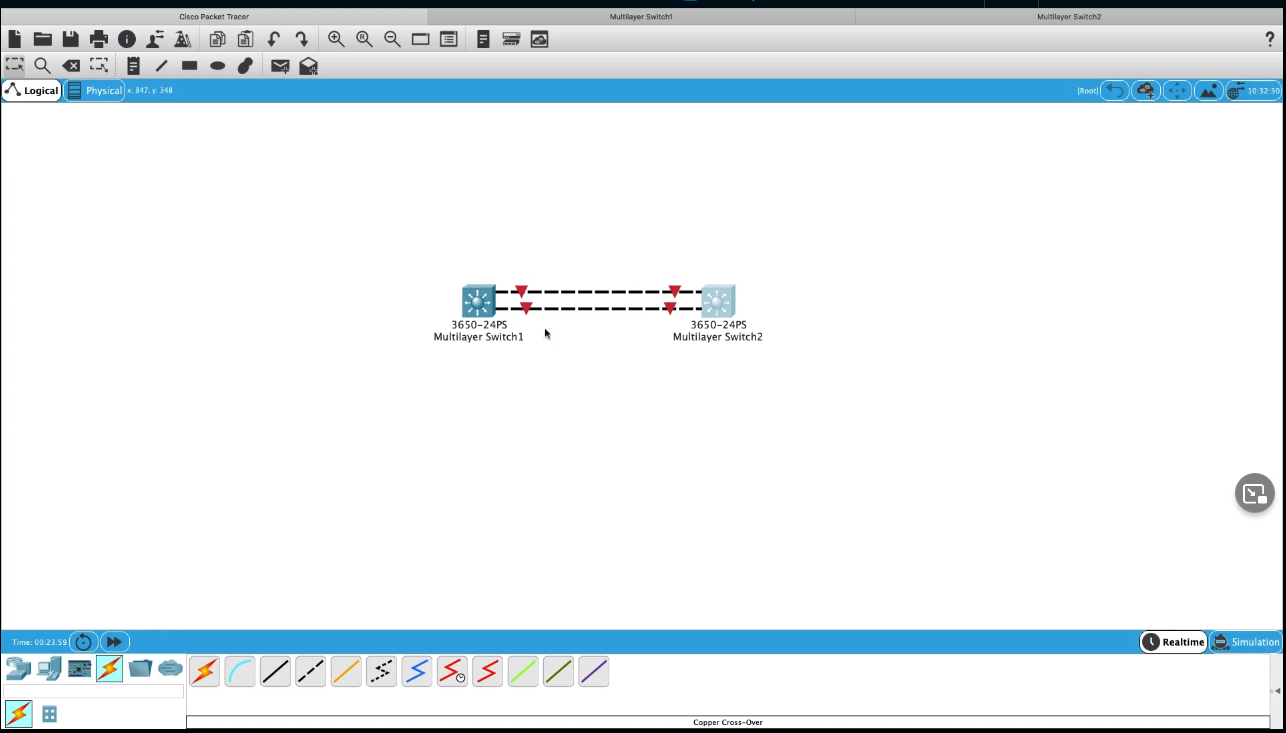 Cisco Packet Tracer
Multilayer Switch1
Multilayer Switch2
?
Logical
Physical
x: 847, y: 348
[Root]
10:32:30
3650-24PS
Multilayer Switch1
3650-24PS
Multilayer Switch2
Time: 00:23:59
Realtime
Simulation
Copper Cross-Over